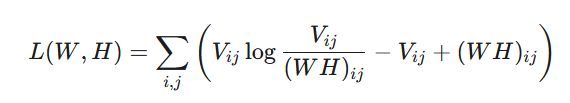 L(W, H) = \sum_{i,j} \left( V_{ij} \log \frac{V_{ij}}{(WH)_{ij}} - V_{ij} + (WH)_{ij} \right)